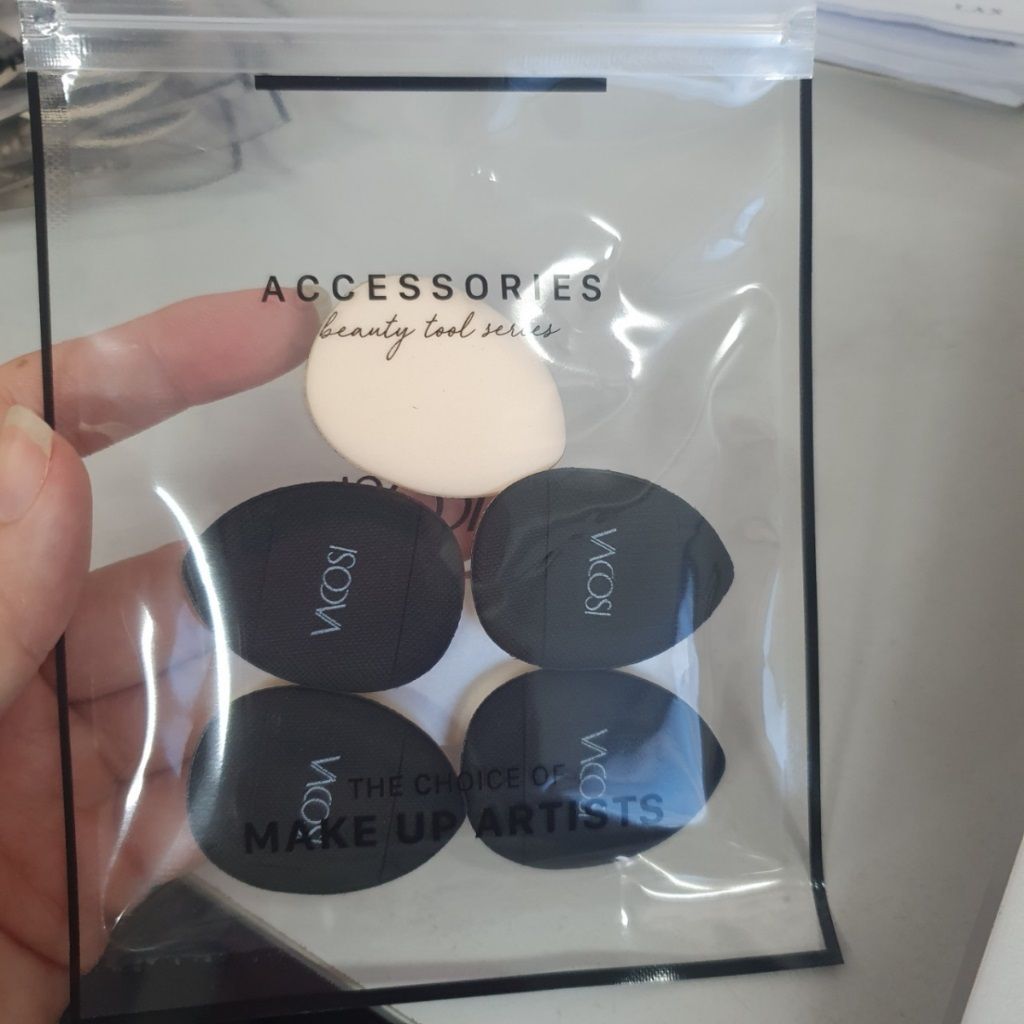 ACCESSORIES
beauty tool series
VACOSI
VACOSI
VACOSI
VACOSI
THE CHOICE OF
MAKE UP ARTISTS